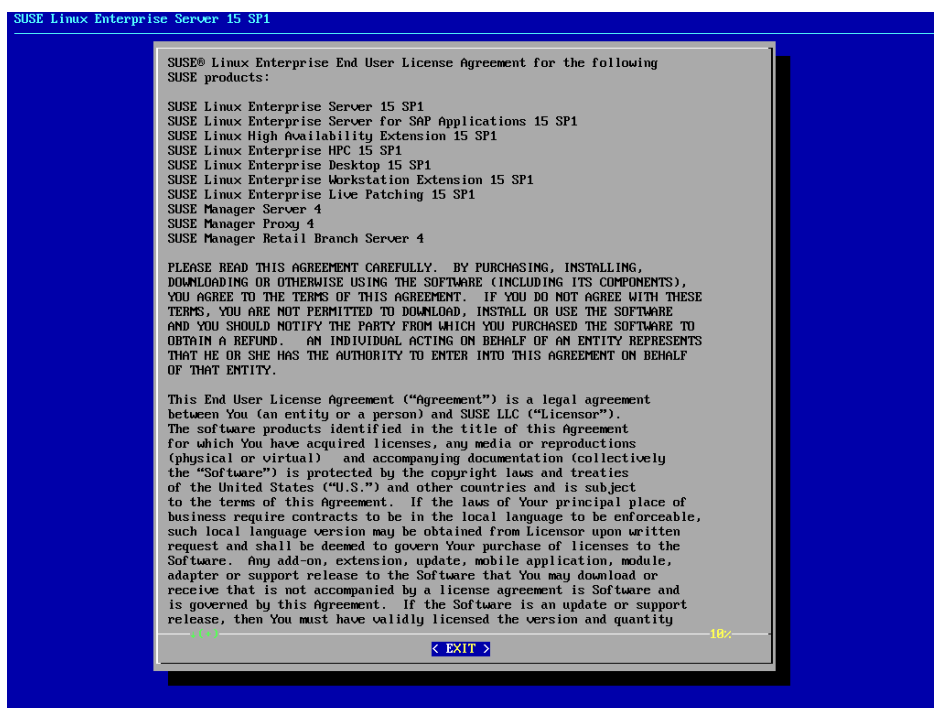 SUSE Linux Enterprise Server 15 SP1
SUSE® Linux Enterprise End User License Agreement for the following
SUSE products:
SUSE Linux Enterprise Server 15 SP1
SUSE Linux Enterprise Server for SAP Applications 15 SP1
SUSE Linux High Availability Extension 15 SP1
SUSE Linux Enterprise HPC 15 SP1
SUSE Linux Enterprise Desktop 15 SP1
SUSE Linux Enterprise Workstation Extension 15 SP1
SUSE Linux Enterprise Live Patching 15 SP1
SUSE Manager Server 4
SUSE Manager Proxy 4
SUSE Manager Retail Branch Server 4
PLEASE READ THIS AGREEMENT CAREFULLY.  BY PURCHASING, INSTALLING,
DOWNLOADING OR OTHERWISE USING THE SOFTWARE (INCLUDING ITS COMPONENTS),
YOU AGREE TO THE TERMS OF THIS AGREEMENT.  IF YOU DO NOT AGREE WITH THESE
TERMS, YOU ARE NOT PERMITTED TO DOWNLOAD, INSTALL OR USE THE SOFTWARE
AND YOU SHOULD NOTIFY THE PARTY FROM WHICH YOU PURCHASED THE SOFTWARE TO
OBTAIN A REFUND.   AN INDIVIDUAL ACTING ON BEHALF OF AN ENTITY REPRESENTS
THAT HE OR SHE HAS THE AUTHORITY TO ENTER INTO THIS AGREEMENT ON BEHALF
OF THAT ENTITY.
This End User License Agreement (“Agreement”) is a legal agreement
between You (an entity or a person) and SUSE LLC (“Licensor”).
The software products identified in the title of this Agreement
for which You have acquired licenses, any media or reproductions
(physical or virtual)   and accompanying documentation (collectively
the “Software”) is protected by the copyright laws and treaties
of the United States (“U.S.”) and other countries and is subject
to the terms of this Agreement.  If the laws of Your principal place of
business require contracts to be in the local language to be enforceable,
such local language version may be obtained from Licensor upon written
request and shall be deemed to govern Your purchase of licenses to the
Software.  Any add-on, extension, update, mobile application, module,
adapter or support release to the Software that You may download or
receive that is not accompanied by a license agreement is Software and
is governed by this Agreement.  If the Software is an update or support
release, then You must have validly licensed the version and quantity
10%
< EXIT >